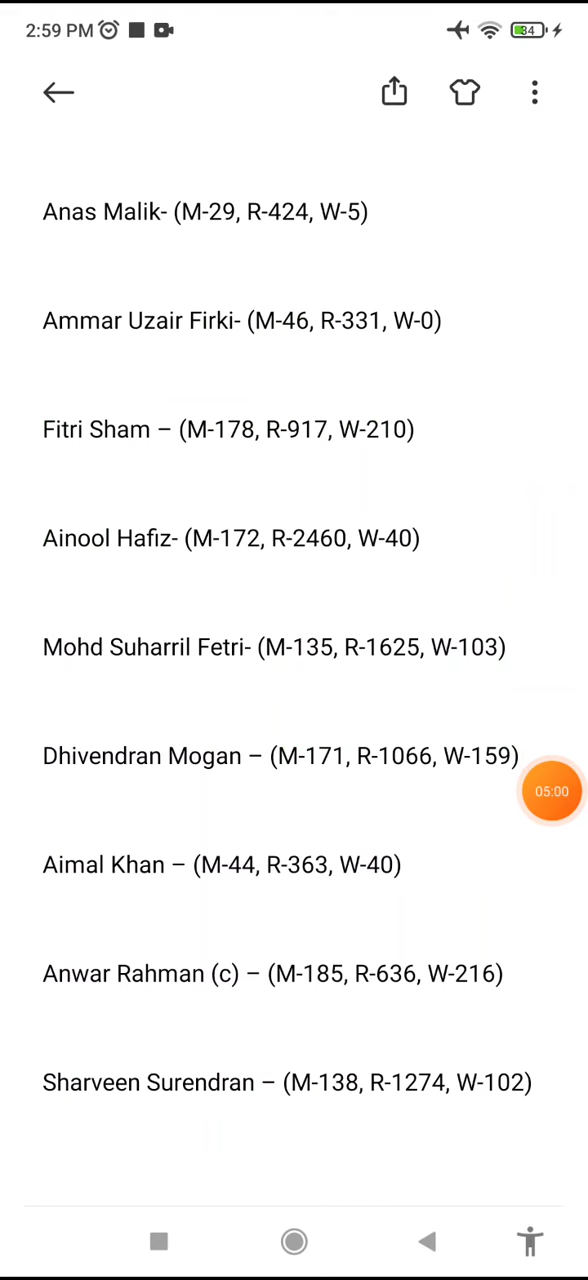 2:59 PM
84
Anas Malik- (M-29, R-424, W-5)
Ammar Uzair Firki- (M-46, R-331, W-0)
Fitri Sham – (M-178, R-917, W-210)
Ainool Hafiz- (M-172, R-2460, W-40)
Mohd Suharril Fetri- (M-135, R-1625, W-103)
Dhivendran Mogan – (M-171, R-1066, W-159)
05:00
Aimal Khan – (M-44, R-363, W-40)
Anwar Rahman (c) – (M-185, R-636, W-216)
Sharveen Surendran – (M-138, R-1274, W-102)